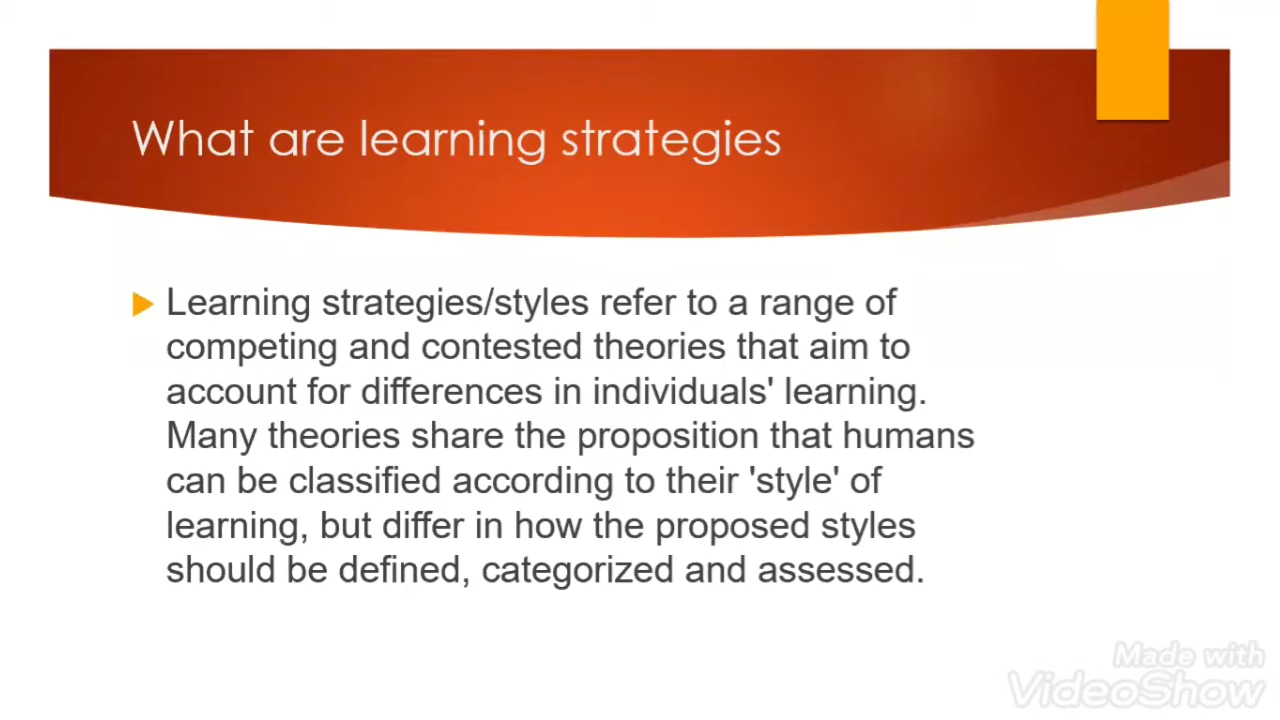 What are learning strategies
Learning strategies/styles refer to a range of
competing and contested theories that aim to
account for differences in individuals' learning.
Many theories share the proposition that humans
can be classified according to their 'style' of
learning, but differ in how the proposed styles
should be defined, categorized and assessed.
Made with
VideoShow